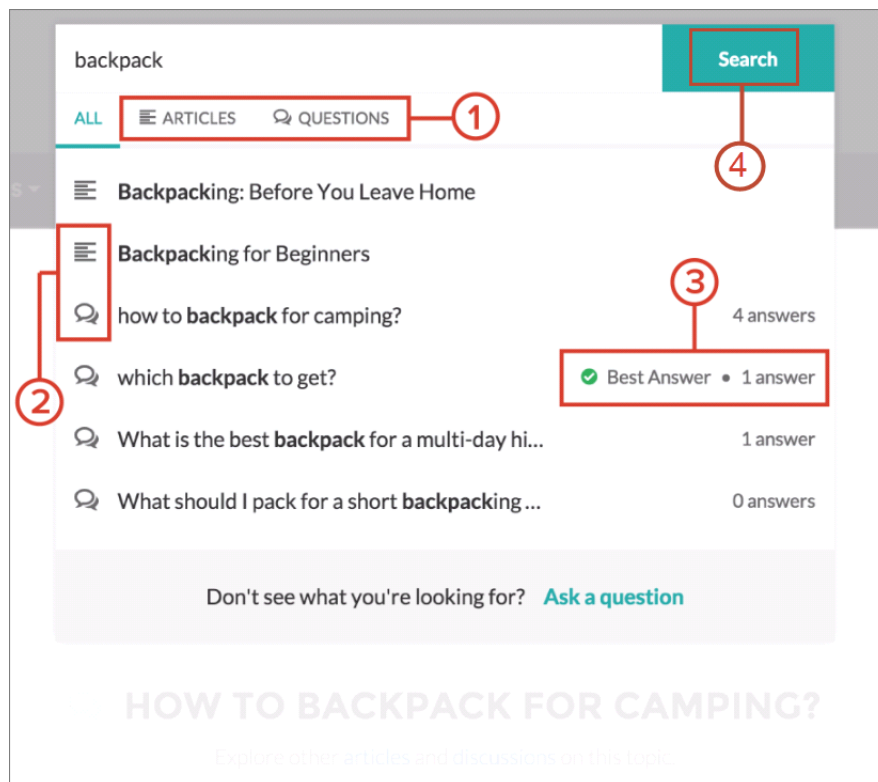 backpack
Search
ALL ARTICLES QUESTIONS 1
4
S
Backpacking: Before You Leave Home
Backpacking for Beginners
3
how to backpack for camping? 4 answers
which backpack to get? Best Answer • 1 answer
2
What is the best backpack for a multi-day hi... 1 answer
What should I pack for a short backpacking ... 0 answers
Don't see what you're looking for? Ask a question
HOW TO BACKPACK FOR CAMPING?
Explore other articles and discussions on this topic.